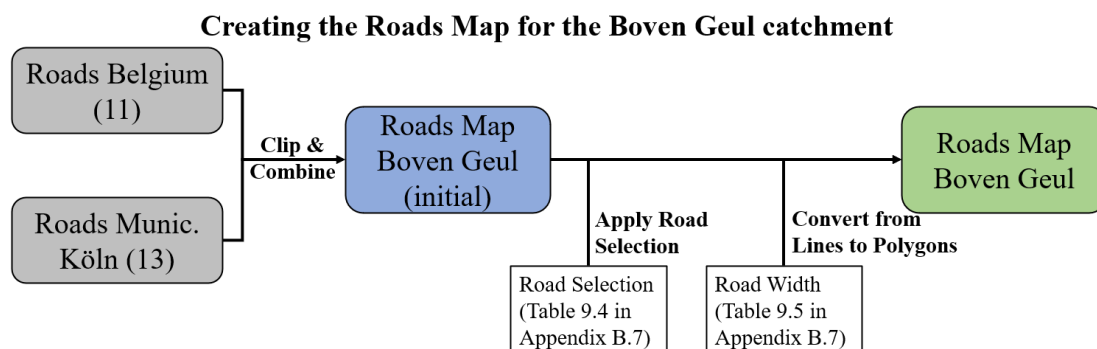 Creating the Roads Map for the Boven Geul catchment
Roads Belgium
(11)
Roads Munic.
Köln (13)
Clip &
Combine
Roads Map
Boven Geul
(initial)
Apply Road
Selection
Road Selection
(Table 9.4 in
Appendix B.7)
Convert from
Lines to Polygons
Road Width
(Table 9.5 in
Appendix B.7)
Roads Map
Boven Geul